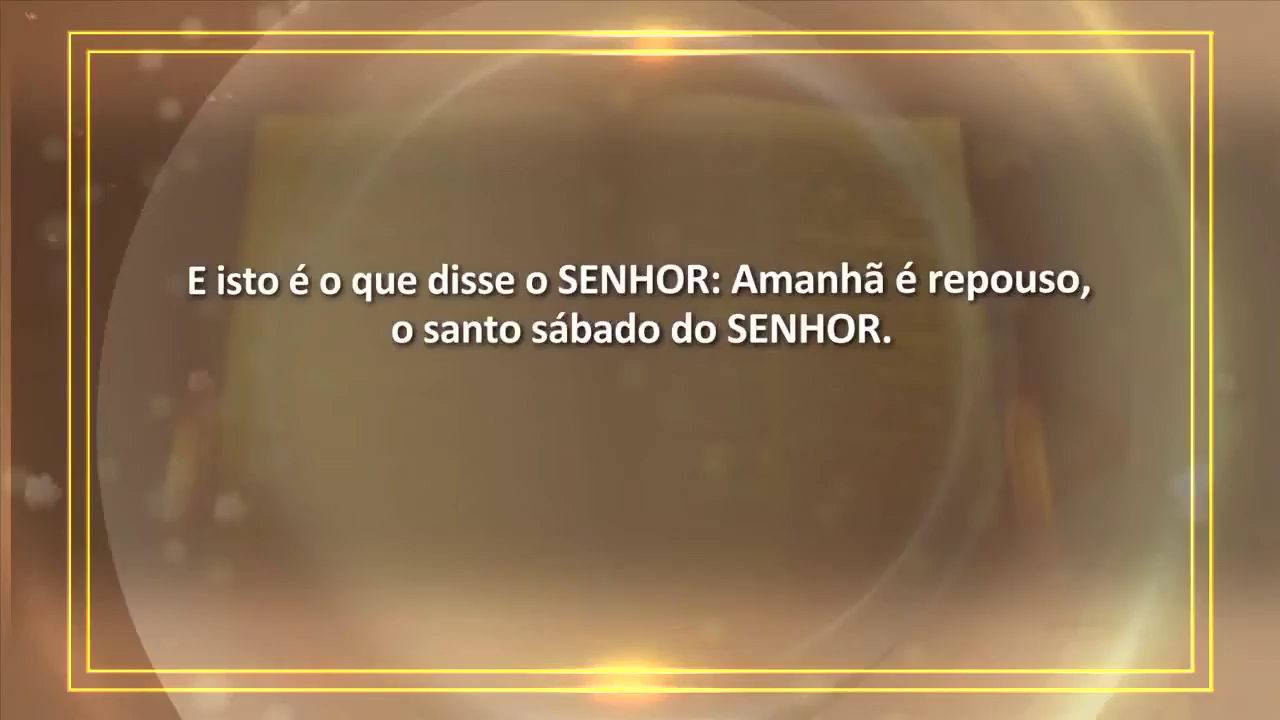 E isto é o que disse o SENHOR: Amanhã é repouso,
o santo sábado do SENHOR.